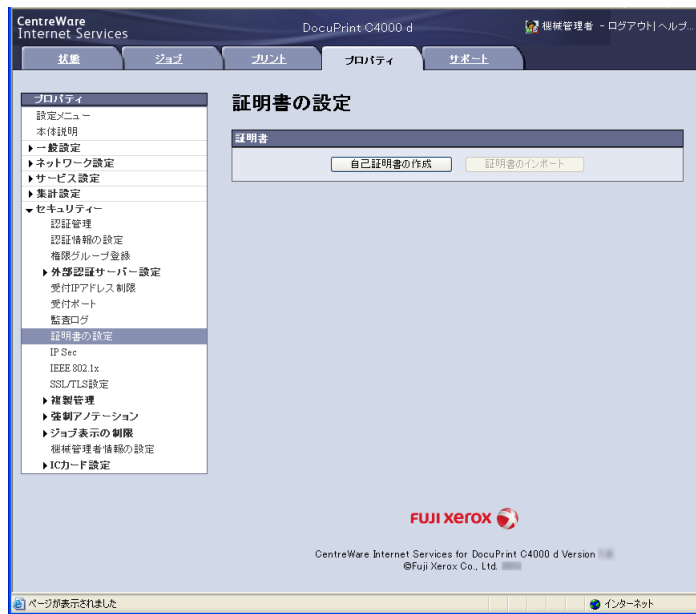 CentreWare
Internet Services
DocuPrint C4000 d
機械管理者 - ログアウト| ヘルプ...
状態
ジョブ
プリント
プロパティ
サポート
プロパティ
設定メニュー
本体説明
一般設定
ネットワーク設定
サービス設定
集計設定
セキュリティー
認証管理
認証情報の設定
権限グループ登録
外部認証サーバー設定
受付IPアドレス制限
受付ポート
監査ログ
証明書の設定
IP Sec
IEEE 802.1x
SSL/TLS設定
複製管理
強制アノテーション
ジョブ表示の制限
機械管理者情報の設定
ICカード設定
証明書の設定
証明書
自己証明書の作成
証明書のインポート
FUJI xerox
CentreWare Internet Services for DocuPrint C4000 d Version
©Fuji Xerox Co., Ltd.
ページが表示されました
インターネット